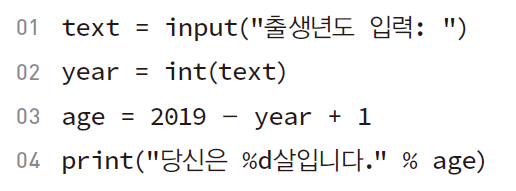 01 text = input("출생년도 입력: ")
02 year = int(text)
03 age = 2019 – year + 1
04 print("당신은 %d살입니다." % age)